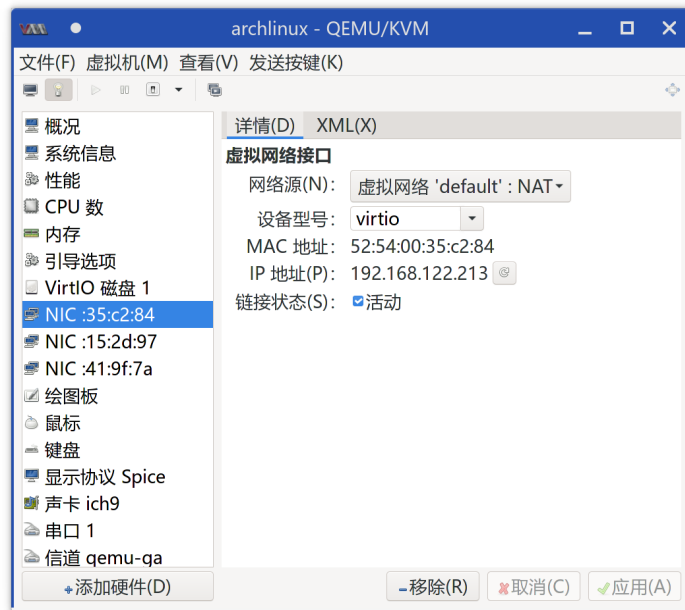 archlinux - QEMU/KVM
文件(F) 虚拟机(M) 查看(V) 发送按键(K)
概况
系统信息
性能
CPU 数
内存
引导选项
VirtIO 磁盘 1
NIC :35:c2:84
NIC :15:2d:97
NIC :41:9f:7a
绘图板
鼠标
键盘
显示协议 Spice
声卡 ich9
串口 1
信道 qemu-ga
添加硬件(D)
详情(D) XML(X)
虚拟网络接口
网络源(N): 虚拟网络 'default' : NAT
设备型号: virtio
MAC 地址: 52:54:00:35:c2:84
IP 地址(P): 192.168.122.213
链接状态(S): 活动
移除(R) 取消(C) 应用(A)